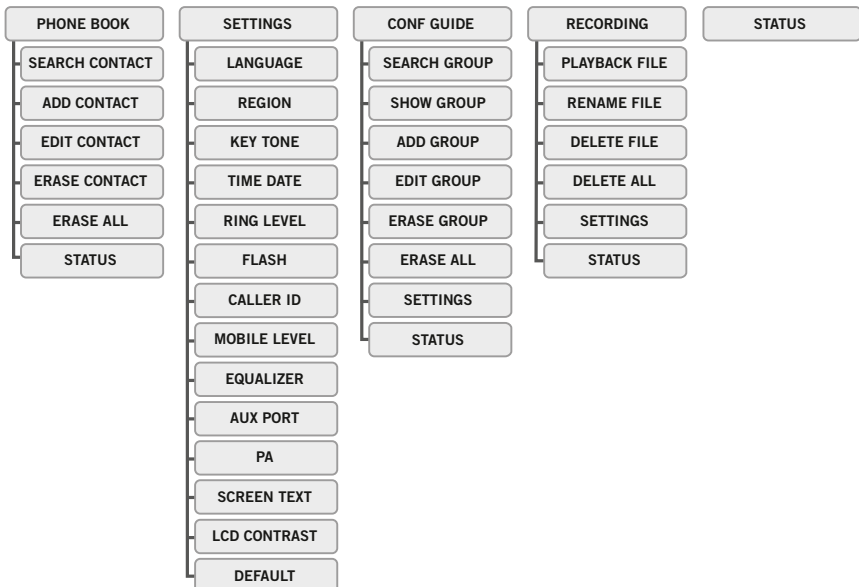 PHONE BOOK
SEARCH CONTACT
ADD CONTACT
EDIT CONTACT
ERASE CONTACT
ERASE ALL
STATUS
SETTINGS
LANGUAGE
REGION
KEY TONE
TIME DATE
RING LEVEL
FLASH
CALLER ID
MOBILE LEVEL
EQUALIZER
AUX PORT
PA
SCREEN TEXT
LCD CONTRAST
DEFAULT
CONF GUIDE
SEARCH GROUP
SHOW GROUP
ADD GROUP
EDIT GROUP
ERASE GROUP
ERASE ALL
SETTINGS
STATUS
RECORDING
PLAYBACK FILE
RENAME FILE
DELETE FILE
DELETE ALL
SETTINGS
STATUS
STATUS